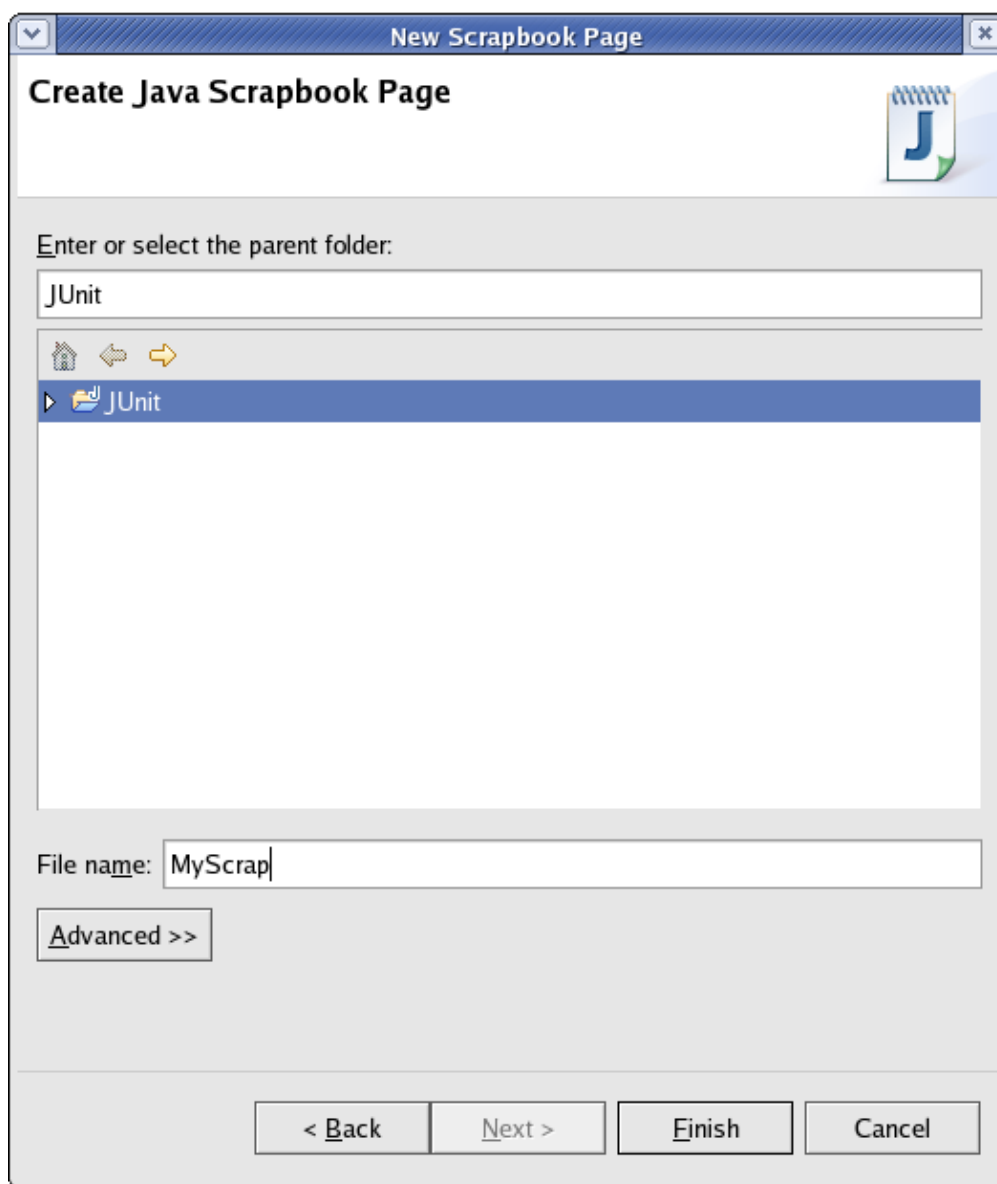 New Scrapbook Page
Create Java Scrapbook Page
J
Enter or select the parent folder:
JUnit
JUnit
File name: MyScrap
Advanced >>
< Back Next > Finish Cancel